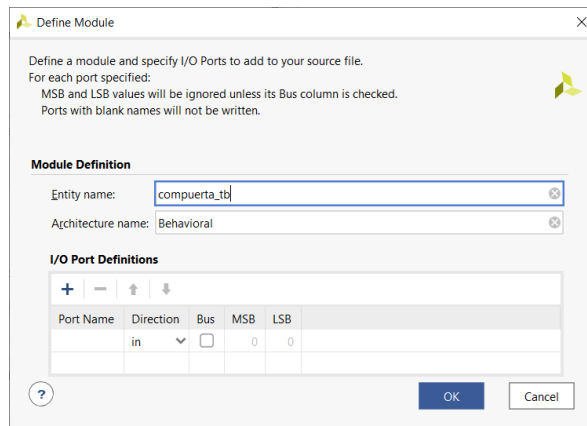 Define Module
Define a module and specify I/O Ports to add to your source file.
For each port specified:
MSB and LSB values will be ignored unless its Bus column is checked.
Ports with blank names will not be written.
Module Definition
Entity name: compuerta_tb
Architecture name: Behavioral
I/O Port Definitions
Port Name Direction Bus MSB LSB
in 0 0
? OK Cancel